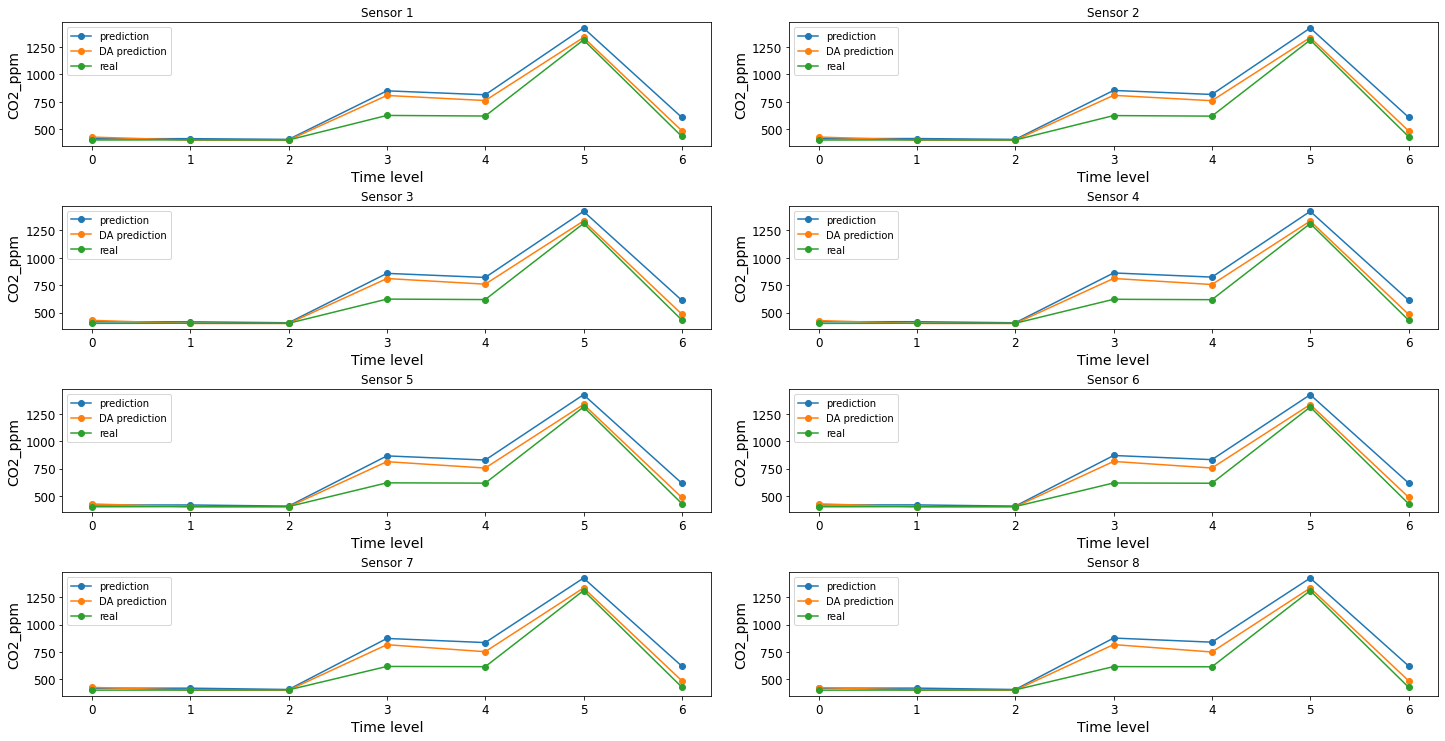 Sensor 1
prediction
DA prediction
real
CO2_ppm
1250
1000
750
500
0 1 2 3 4 5 6
Time level
Sensor 2
prediction
DA prediction
real
CO2_ppm
1250
1000
750
500
0 1 2 3 4 5 6
Time level
Sensor 3
prediction
DA prediction
real
CO2_ppm
1250
1000
750
500
0 1 2 3 4 5 6
Time level
Sensor 4
prediction
DA prediction
real
CO2_ppm
1250
1000
750
500
0 1 2 3 4 5 6
Time level
Sensor 5
prediction
DA prediction
real
CO2_ppm
1250
1000
750
500
0 1 2 3 4 5 6
Time level
Sensor 6
prediction
DA prediction
real
CO2_ppm
1250
1000
750
500
0 1 2 3 4 5 6
Time level
Sensor 7
prediction
DA prediction
real
CO2_ppm
1250
1000
750
500
0 1 2 3 4 5 6
Time level
Sensor 8
prediction
DA prediction
real
CO2_ppm
1250
1000
750
500
0 1 2 3 4 5 6
Time level